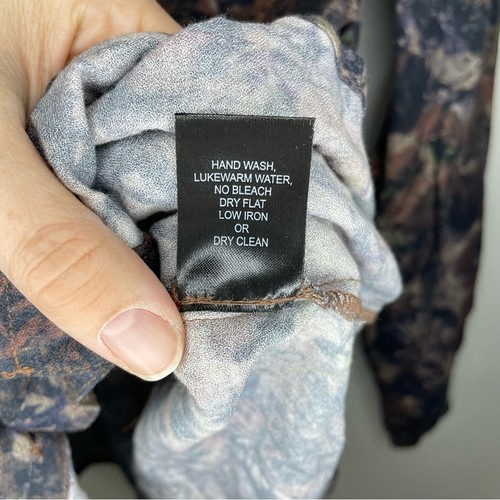 HAND WASH,
LUKEWARM WATER,
NO BLEACH
DRY FLAT
LOW IRON
OR
DRY CLEAN